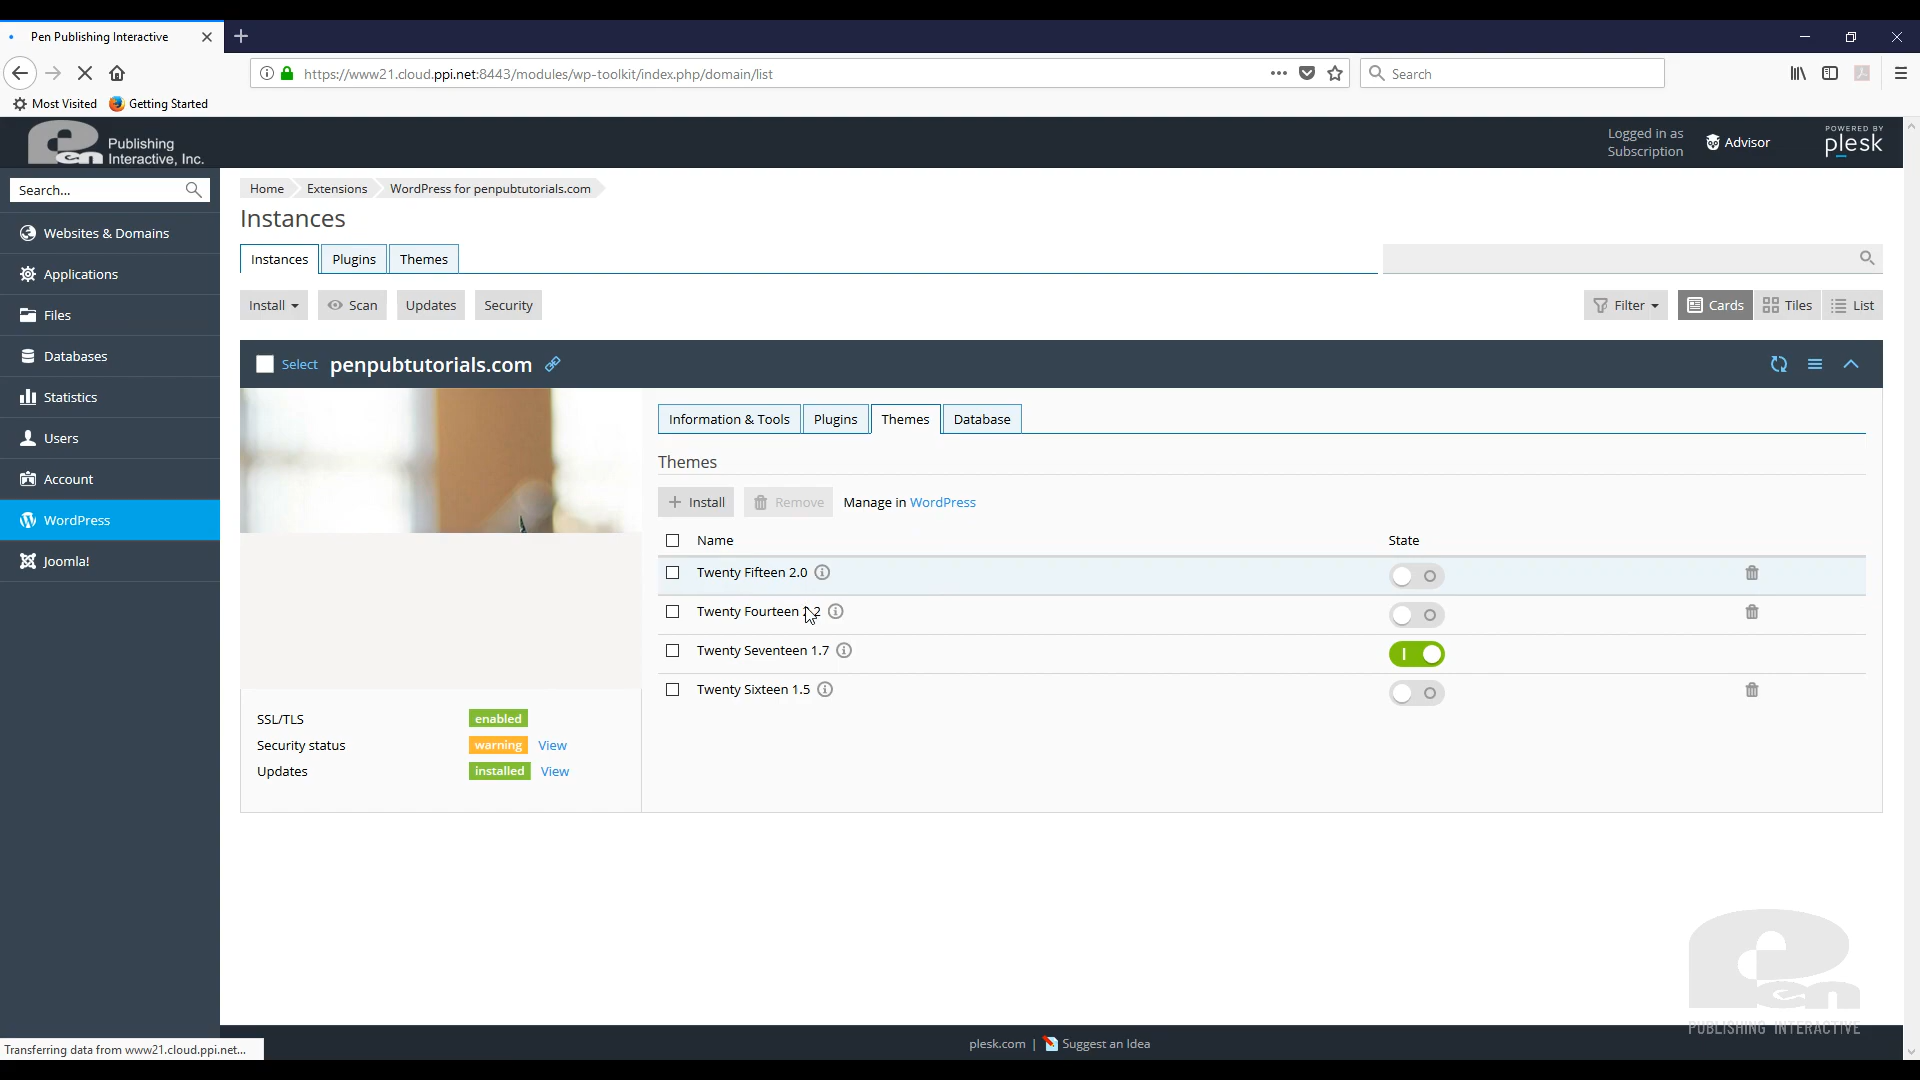 Pen Publishing Interactive
https://www21.cloud.ppi.net:8443/modules/wp-toolkit/index.php/domain/list
Search
Most Visited
Getting Started
en Publishing
Interactive, Inc.
Logged in as
Subscription
Advisor
POWERED BY
plesk
Search...
Home
Extensions
WordPress for penpubtutorials.com
Websites & Domains
Applications
Files
Databases
Statistics
Users
Account
WordPress
Joomla!
Instances
Instances
Plugins
Themes
Install
Scan
Updates
Security
Filter
Cards
Tiles
List
Select
penpubtutorials.com
Information & Tools
Plugins
Themes
Database
Themes
+ Install
Remove
Manage in WordPress
Name
State
Twenty Fifteen 2.0
Twenty Fourteen
Twenty Seventeen 1.7
Twenty Sixteen 1.5
SSL/TLS
enabled
Security status
warning
View
Updates
installed
View
en
PUBLISHING INTERACTIVE
Transferring data from www21.cloud.ppi.net...
plesk.com |
Suggest an Idea